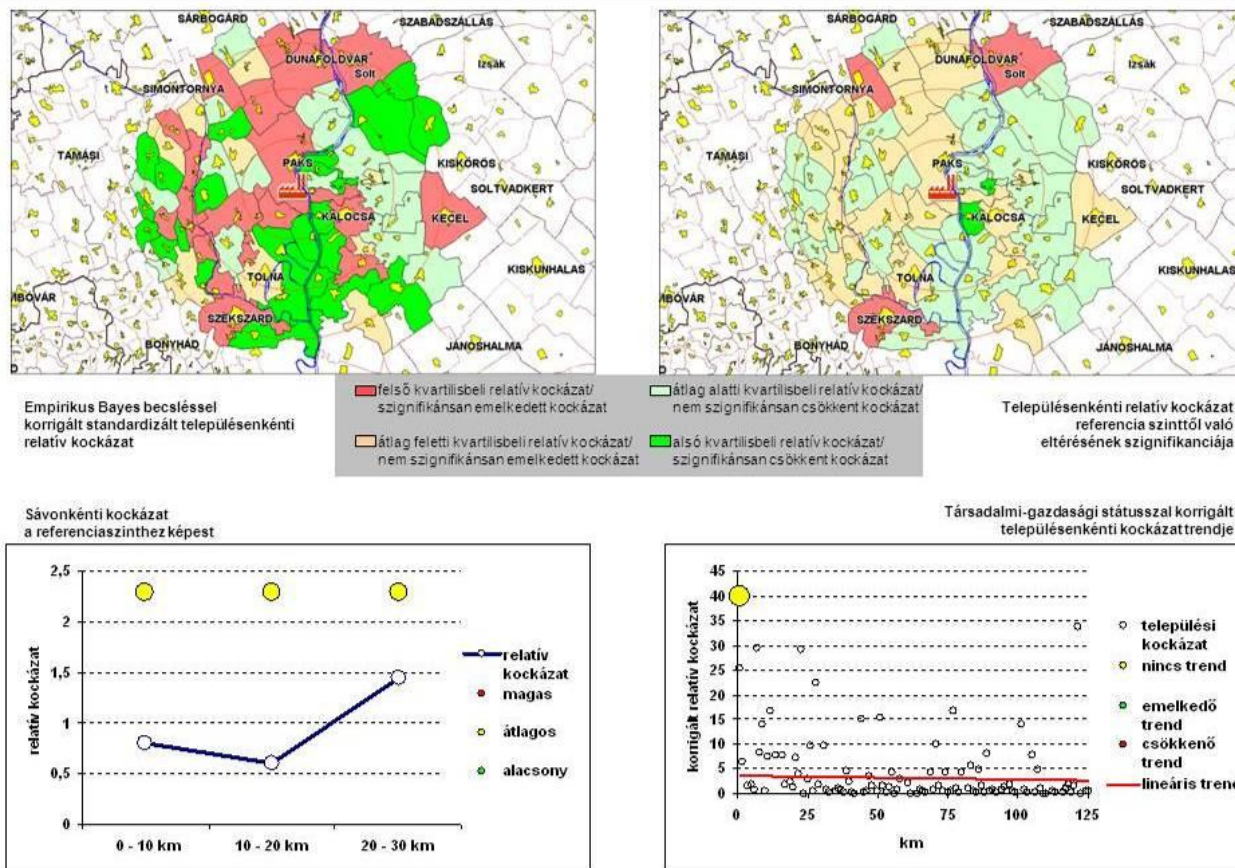 SÁRBOGÁRD
SZABADSZÁLLÁS
DUNAFÖLDVÁR
Izsák
Solt
SIMONTORNYA
TAMÁSI
PAKS
KISKŐRÖS
SOLTVADKERT
KALOCSA
KECEL
TOLNA
KISKUNHALAS
MBOVÁR
SZEKSZÁRD
BONYHÁD
JÁNOSHALMA
SÁRBOGÁRD
SZABADSZÁLLÁS
DUNAFÖLDVÁR
Izsák
Solt
SIMONTORNYA
TAMÁSI
PAKS
KISKŐRÖS
SOLTVADKERT
KALOCSA
KECEL
TOLNA
KISKUNHALAS
MBOVÁR
SZEKSZÁRD
BONYHÁD
JÁNOSHALMA
Empirikus Bayes becsléssel
korrigált standardizált településenkénti
relatív kockázat
felső kvartilisbeli relatív kockázat/
szignifikánsan emelkedett kockázat
átlag feletti kvartilisbeli relatív kockázat/
nem szignifikánsan emelkedett kockázat
átlag alatti kvartilisbeli relatív kockázat/
nem szignifikánsan csökkent kockázat
alsó kvartilisbeli relatív kockázat/
szignifikánsan csökkent kockázat
Településenkénti relatív kockázat
referencia szinttől való
eltérésének szignifikanciája
Sávonkénti kockázat
a referenciaszinthez képest
relatív kockázat
2,5
2
1,5
1
0,5
0
0 - 10 km
10 - 20 km
20 - 30 km
relatív
kockázat
magas
átlagos
alacsony
Társadalmi-gazdasági státusszal korrigált
településenkénti kockázat trendje
korrigált relatív kockázat
45
40
35
30
25
20
15
10
5
0
0
25
50
75
100
125
km
települési
kockázat
nincs trend
emelkedő
trend
csökkenő
trend
lineáris trend